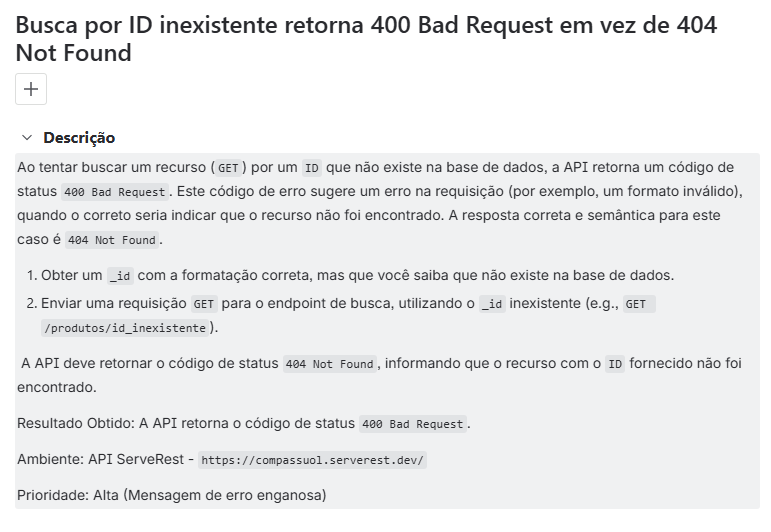 Busca por ID inexistente retorna 400 Bad Request em vez de 404
Not Found
Descrição
Ao tentar buscar um recurso (GET) por um ID que não existe na base de dados, a API retorna um código de
status 400 Bad Request. Este código de erro sugere um erro na requisição (por exemplo, um formato inválido),
quando o correto seria indicar que o recurso não foi encontrado. A resposta correta e semântica para este
caso é 404 Not Found.
1. Obter um _id com a formatação correta, mas que você saiba que não existe na base de dados.
2. Enviar uma requisição GET para o endpoint de busca, utilizando o _id inexistente (e.g., GET
/produtos/id_inexistente).
A API deve retornar o código de status 404 Not Found, informando que o recurso com o ID fornecido não foi
encontrado.
Resultado Obtido: A API retorna o código de status 400 Bad Request.
Ambiente: API ServeRest - https://compassuol.serverest.dev/
Prioridade: Alta (Mensagem de erro enganosa)